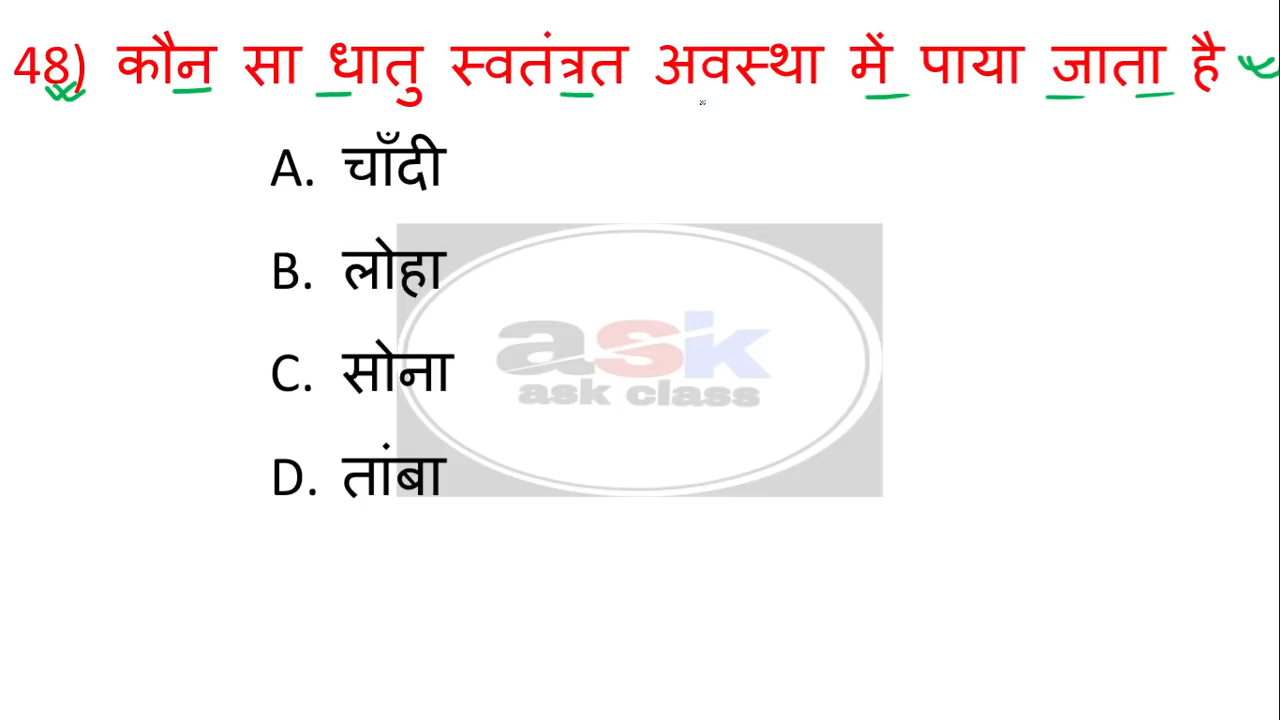 48) कौन सा धातु स्वतंत्रत अवस्था में पाया जाता है
A. चाँदी
B. लोहा
C. सोना
D. तांबा
ask
ask class